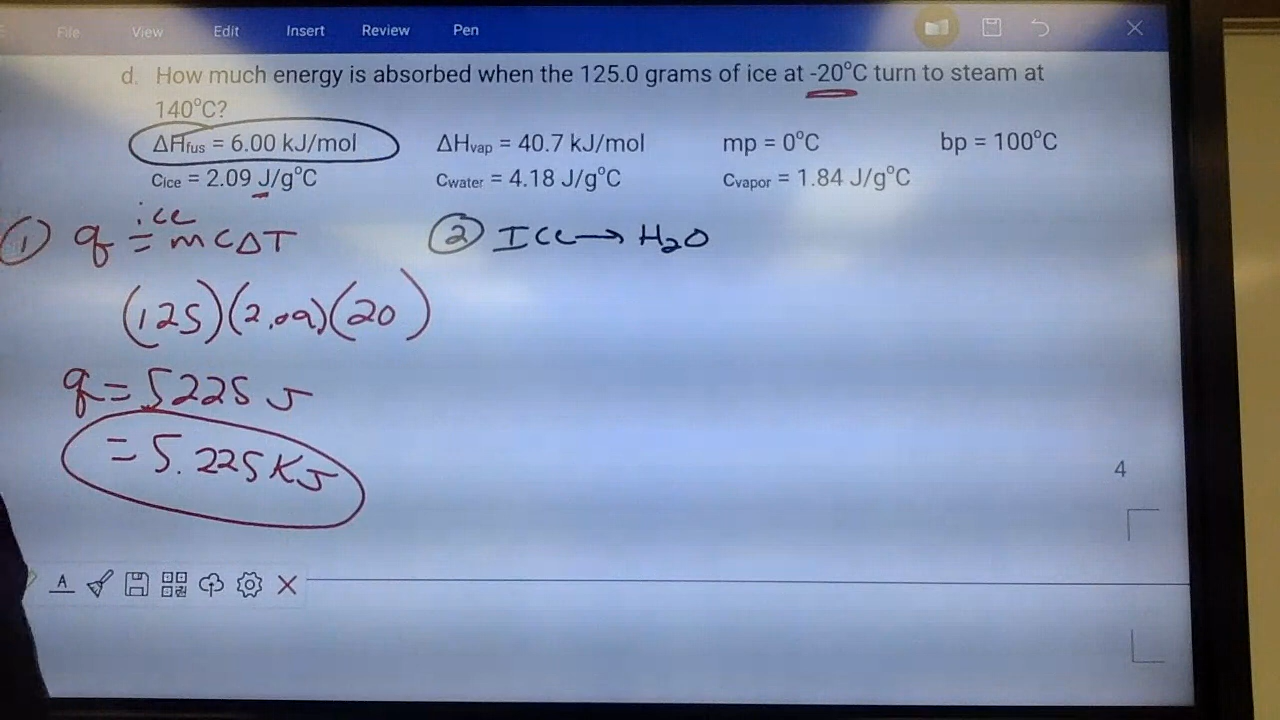 File View Edit Insert Review Pen
d. How much energy is absorbed when the 125.0 grams of ice at -20°C turn to steam at
140°C?
ΔHfus = 6.00 kJ/mol ΔHvap = 40.7 kJ/mol mp = 0°C bp = 100°C
Cice = 2.09 J/g°C Cwater = 4.18 J/g°C Cvapor = 1.84 J/g°C
ice
① q = mCΔT ② Ice → H₂O
(125)(2.09)(20)
q = 5225 J
= 5.225 KJ
4
A